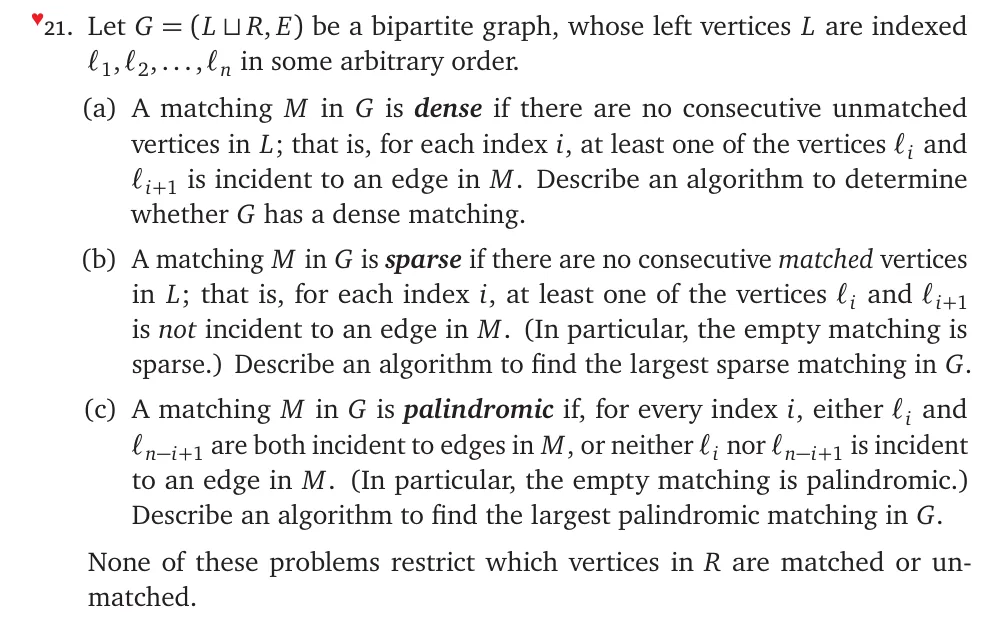 ♥21. Let G = (L ⊔ R, E) be a bipartite graph, whose left vertices L are indexed
ℓ₁, ℓ₂, . . . , ℓₙ in some arbitrary order.
(a) A matching M in G is dense if there are no consecutive unmatched
vertices in L; that is, for each index i, at least one of the vertices ℓᵢ and
ℓᵢ₊₁ is incident to an edge in M. Describe an algorithm to determine
whether G has a dense matching.
(b) A matching M in G is sparse if there are no consecutive matched vertices
in L; that is, for each index i, at least one of the vertices ℓᵢ and ℓᵢ₊₁
is not incident to an edge in M. (In particular, the empty matching is
sparse.) Describe an algorithm to find the largest sparse matching in G.
(c) A matching M in G is palindromic if, for every index i, either ℓᵢ and
ℓₙ₋ᵢ₊₁ are both incident to edges in M, or neither ℓᵢ nor ℓₙ₋ᵢ₊₁ is incident
to an edge in M. (In particular, the empty matching is palindromic.)
Describe an algorithm to find the largest palindromic matching in G.
None of these problems restrict which vertices in R are matched or un-
matched.